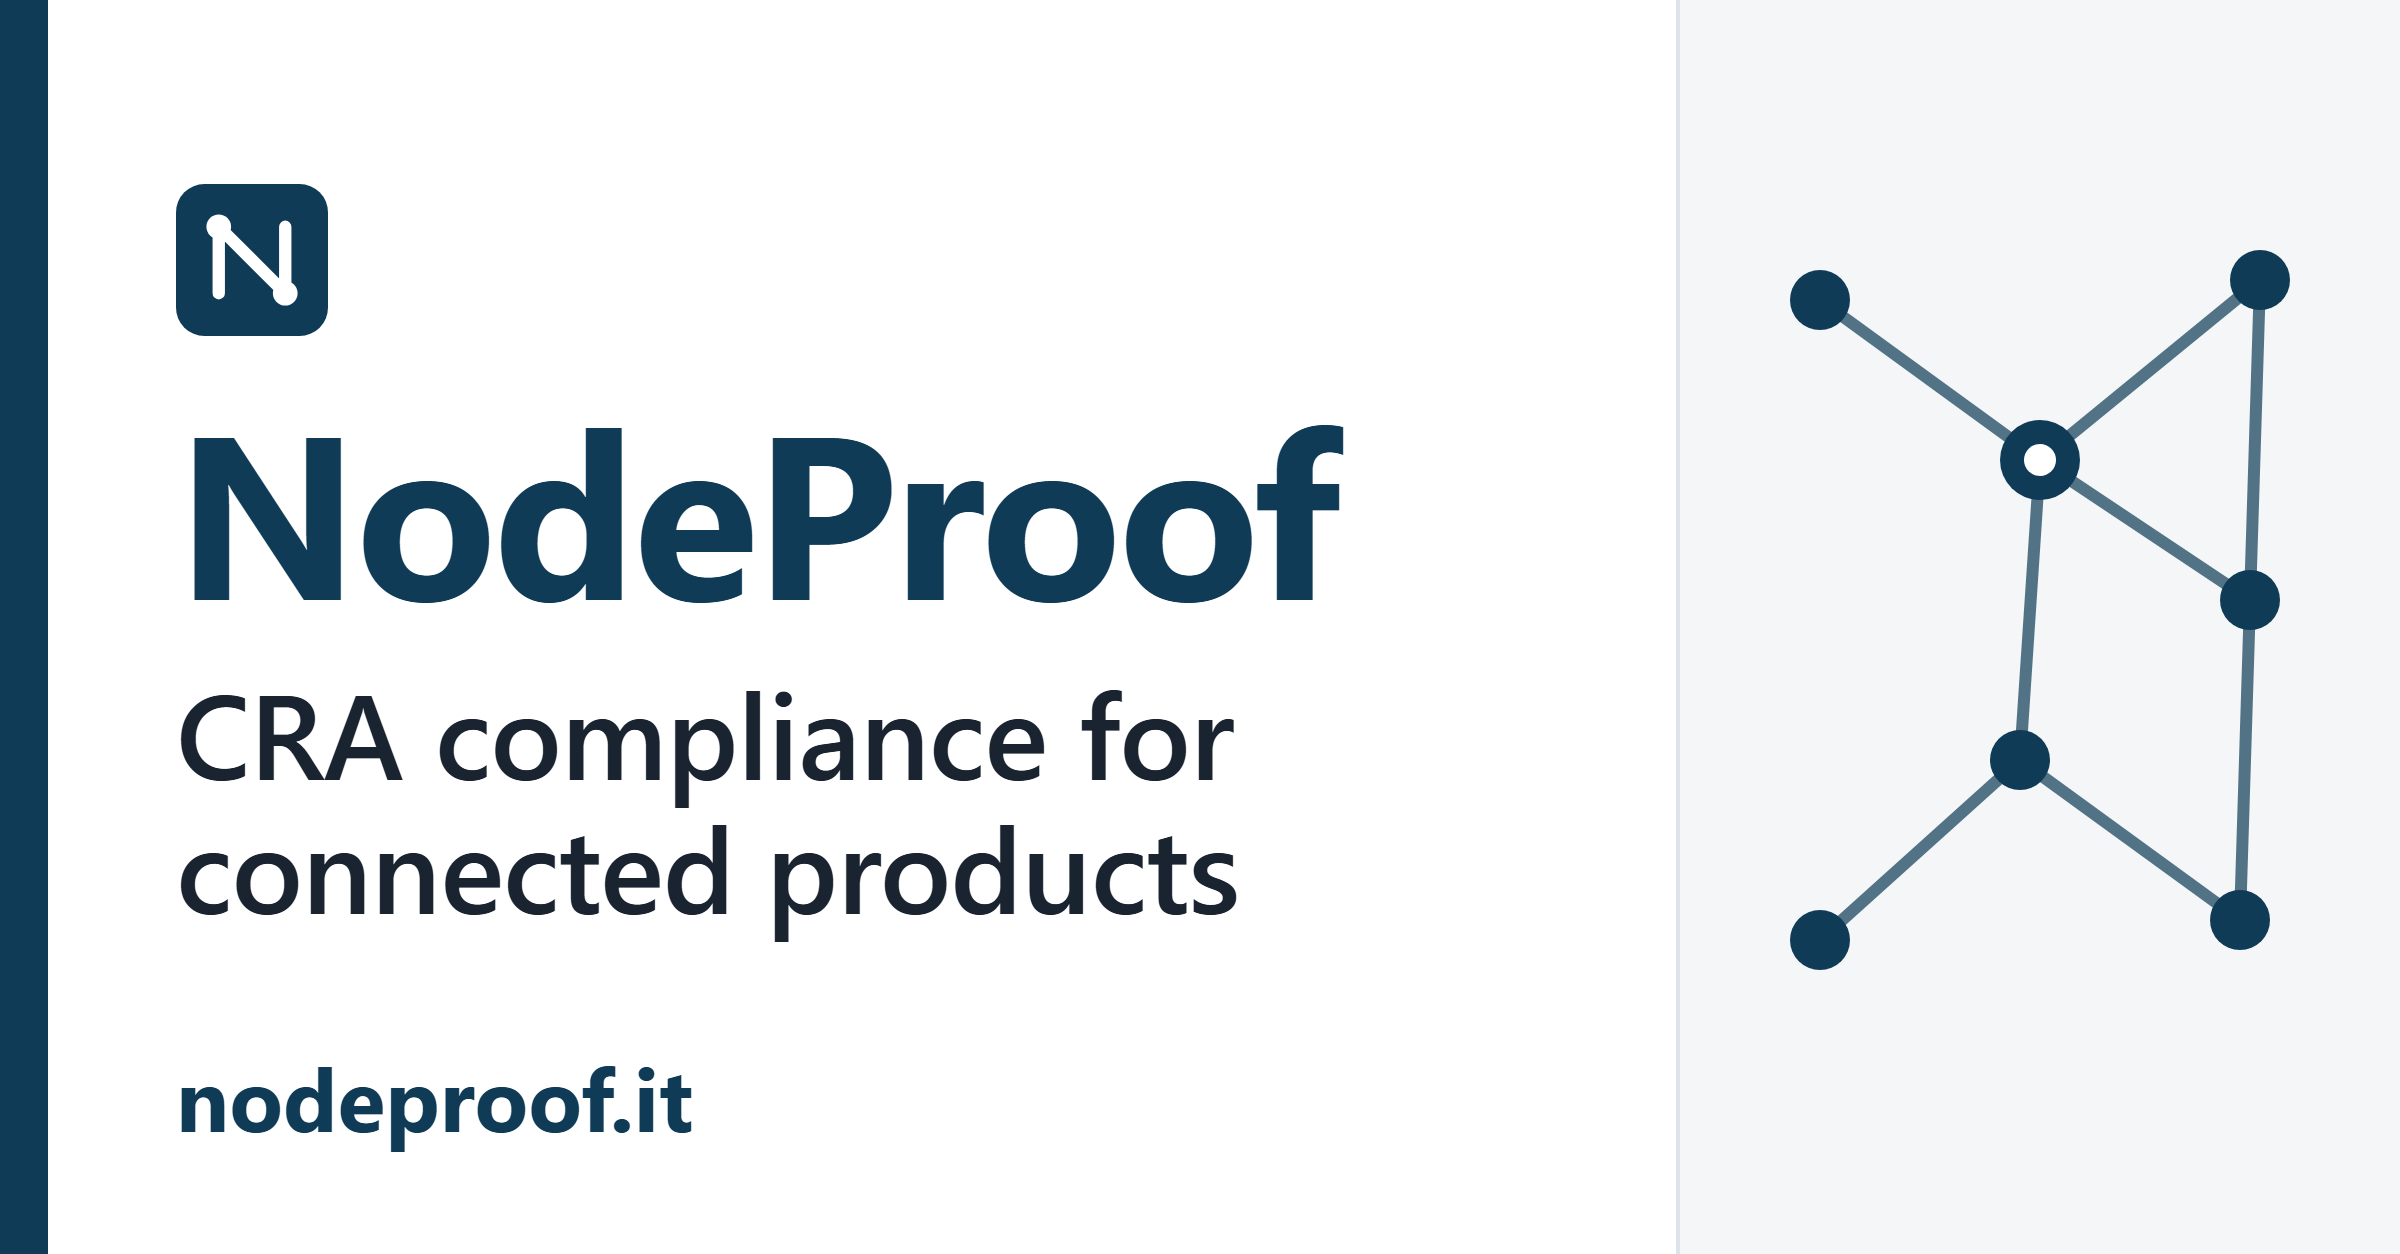 N
NodeProof
CRA compliance for
connected products
nodeproof.it